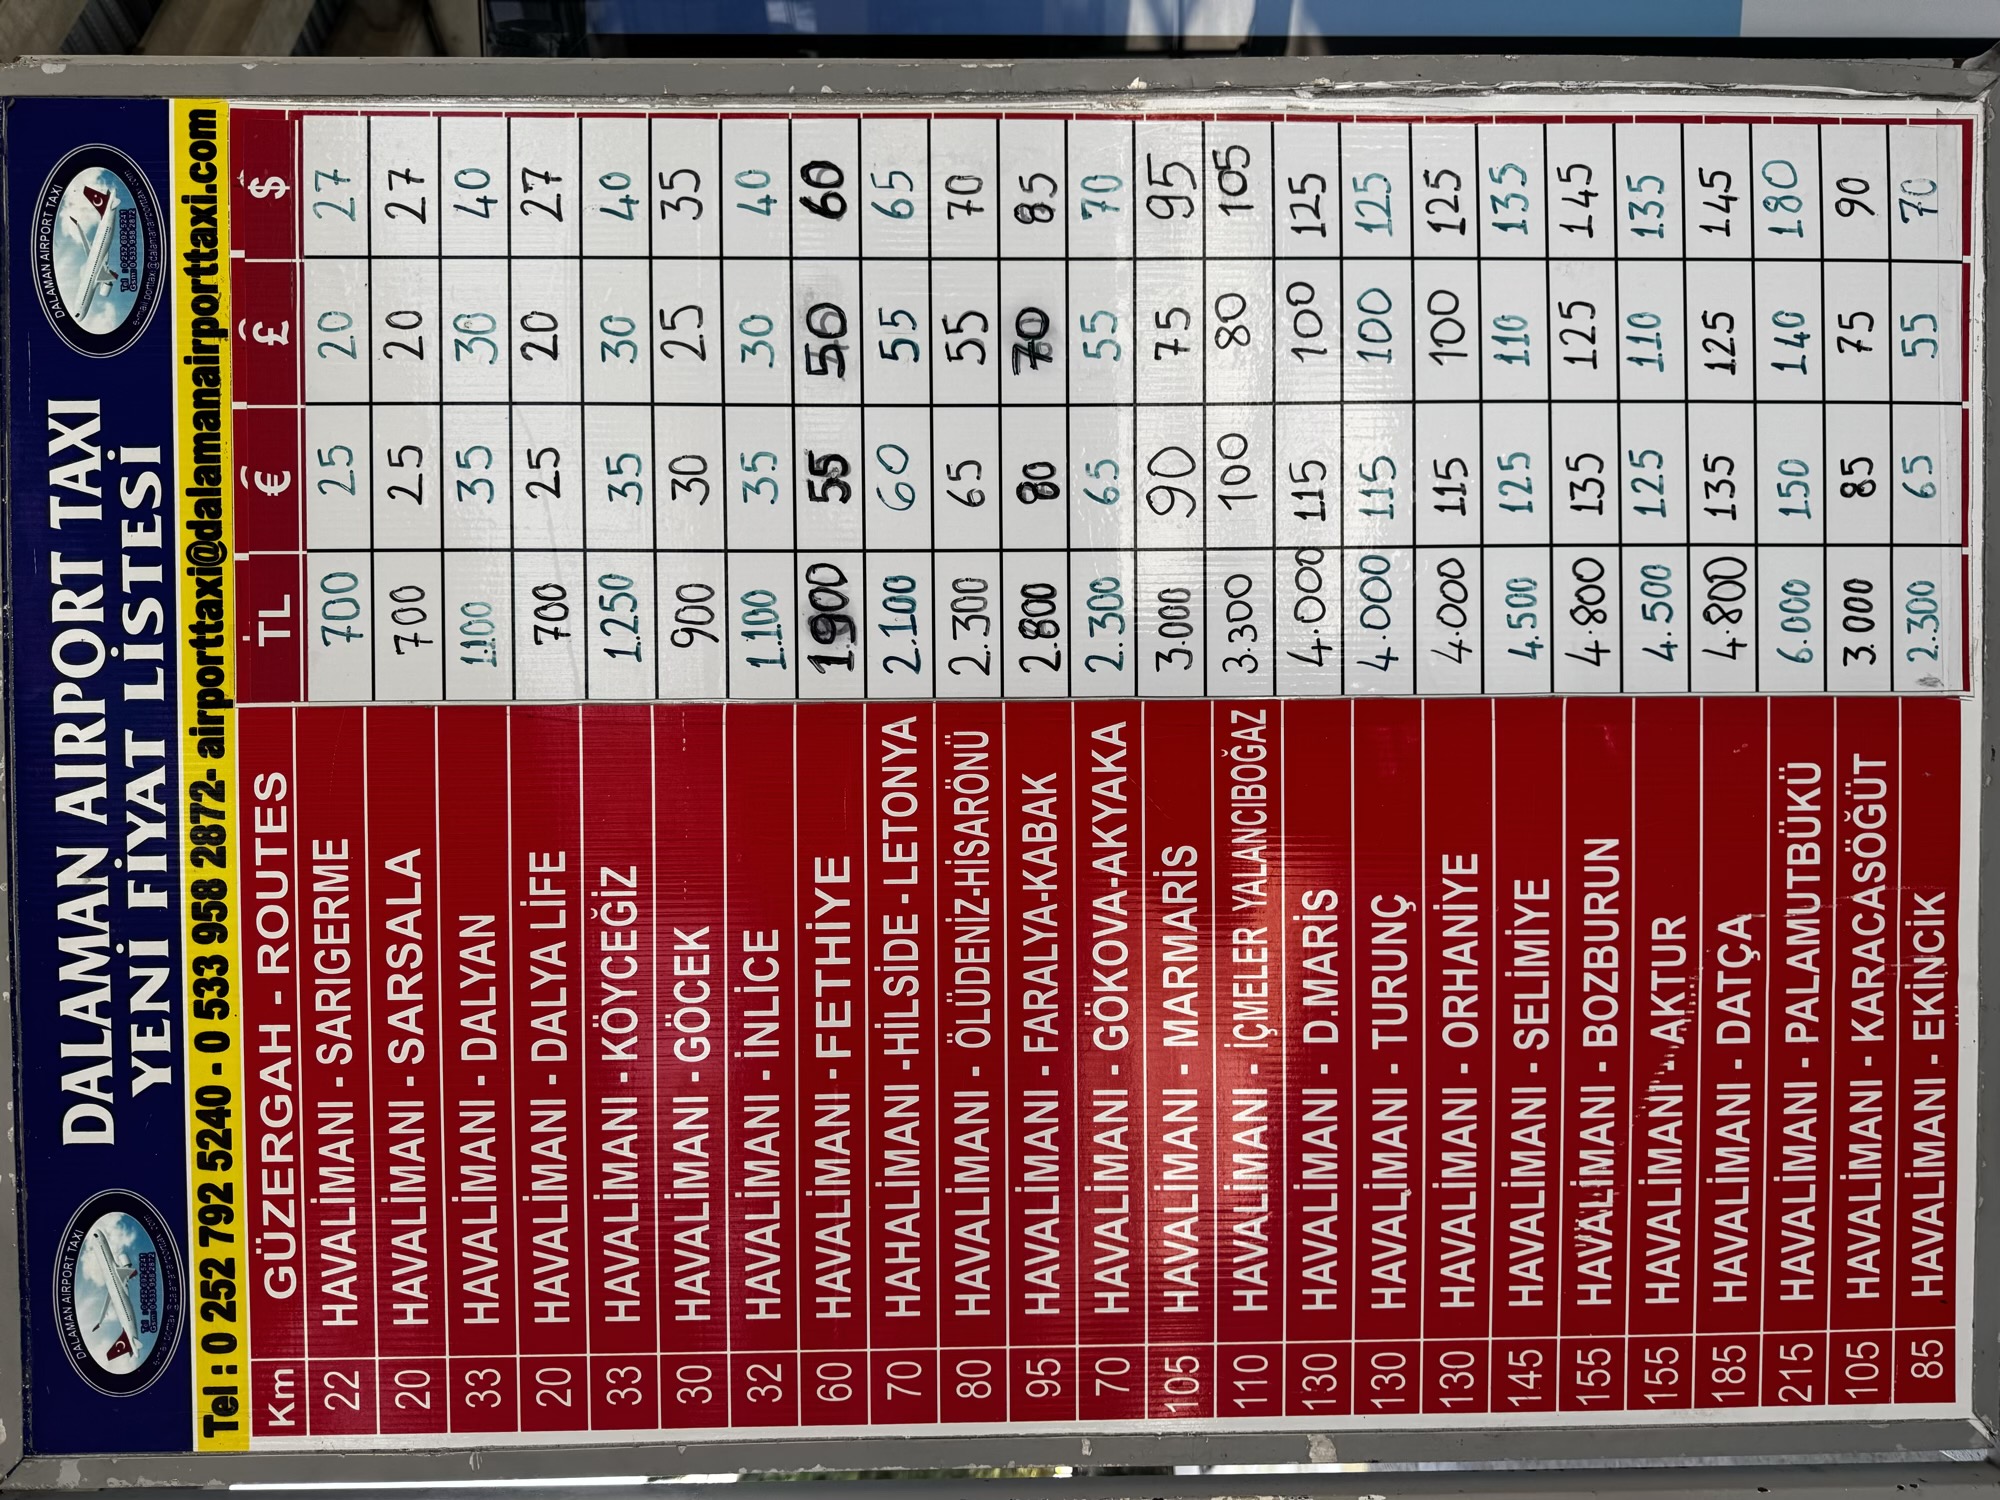 DALAMAN AIRPORT TAXI
YENİ FİYAT LİSTESİ
DALAMAN AIRPORT TAXI
DALAMAN AIRPORT TAXI
Tel : 0 252 792 5240 - 0 533 958 2872- airporttaxi@dalamanairporttaxi.com
Km GÜZERGAH - ROUTES TL € £ $
22 HAVALİMANI - SARIGERME 700 25 20 27
20 HAVALİMANI - SARSALA 700 25 20 27
33 HAVALİMANI - DALYAN 1.100 35 30 40
20 HAVALİMANI - DALYA LİFE 700 25 20 27
33 HAVALİMANI - KÖYCEĞİZ 1.250 35 30 40
30 HAVALİMANI - GÖCEK 900 30 25 35
32 HAVALİMANI - İNLİCE 1.100 35 30 40
60 HAVALİMANI - FETHİYE 1.900 55 50 60
70 HAHALİMANI -HİLSİDE - LETONYA 2.100 60 55 65
80 HAVALİMANI - ÖLÜDENİZ-HİSARÖNÜ 2.300 65 55 70
95 HAVALİMANI - FARALYA-KABAK 2.800 80 70 85
70 HAVALİMANI - GÖKOVA-AKYAKA 2.300 65 55 70
105 HAVALİMANI - MARMARİS 3.000 90 75 95
110 HAVALİMANI - İÇMELER YALANCIBOĞAZ 3.300 100 80 105
130 HAVALİMANI - D.MARİS 4.000 115 100 125
130 HAVALİMANI - TURUNÇ 4.000 115 100 125
130 HAVALİMANI - ORHANİYE 4.000 115 100 125
145 HAVALİMANI - SELİMİYE 4.500 125 110 135
155 HAVALİMANI - BOZBURUN 4.800 135 125 145
155 HAVALİMANI - AKTUR 4.500 125 110 135
185 HAVALİMANI - DATÇA 4.800 135 125 145
215 HAVALİMANI - PALAMUTBÜKÜ 6.000 150 140 180
105 HAVALİMANI - KARACASÖĞÜT 3.000 85 75 90
85 HAVALİMANI - EKİNCİK 2.300 65 55 70